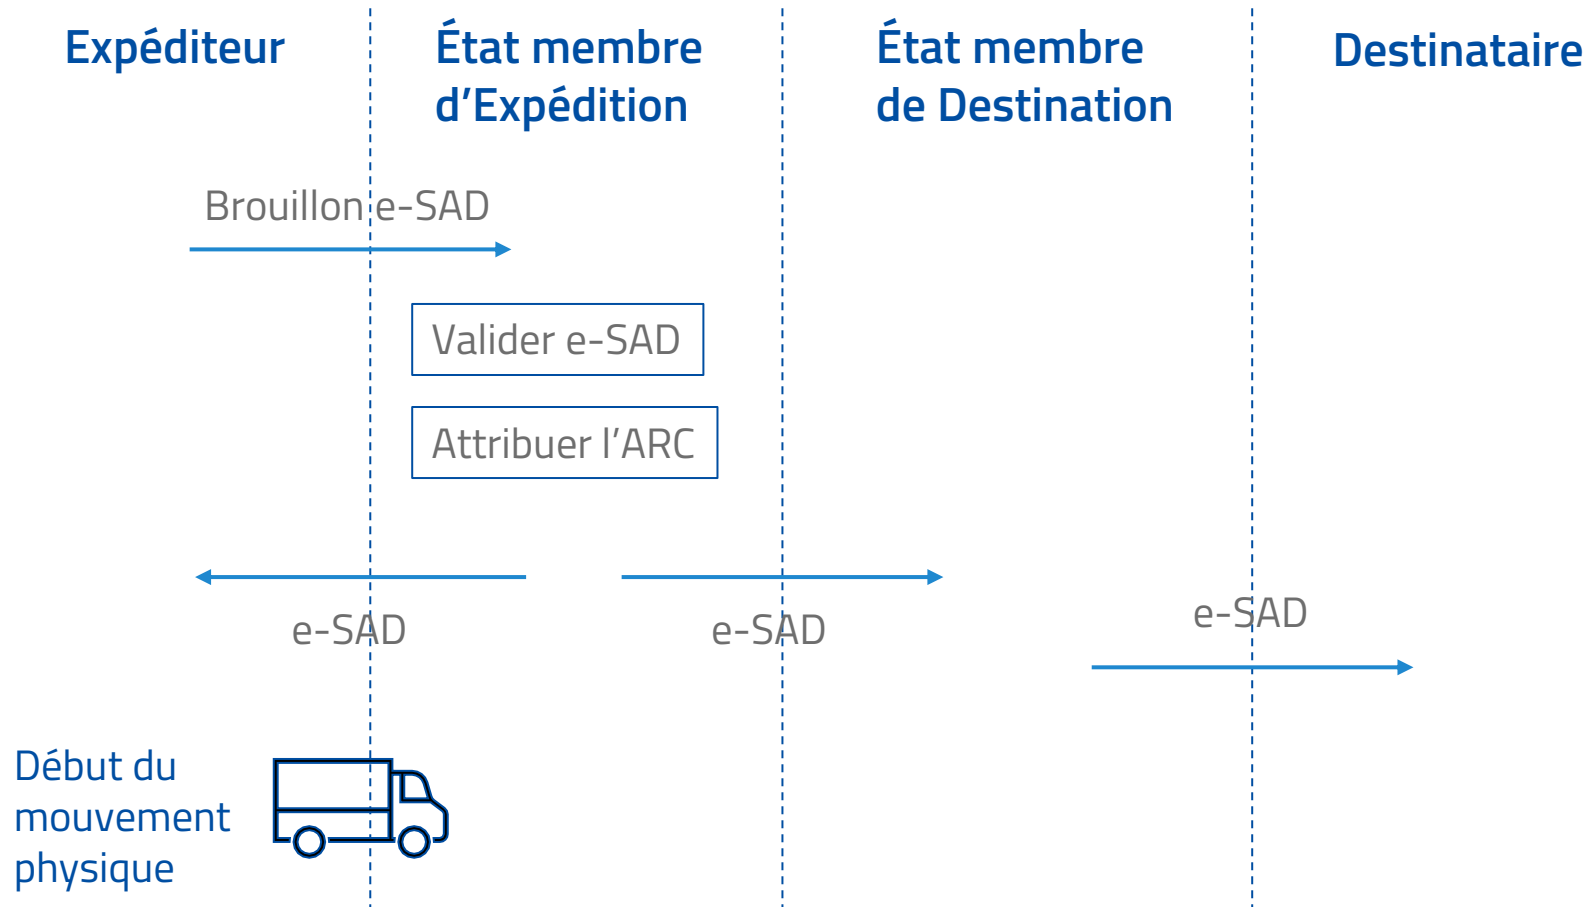 Expéditeur
État membre
d’Expédition
État membre
de Destination
Destinataire
Brouillon e-SAD
Valider e-SAD
Attribuer l’ARC
e-SAD
e-SAD
e-SAD
Début du
mouvement
physique